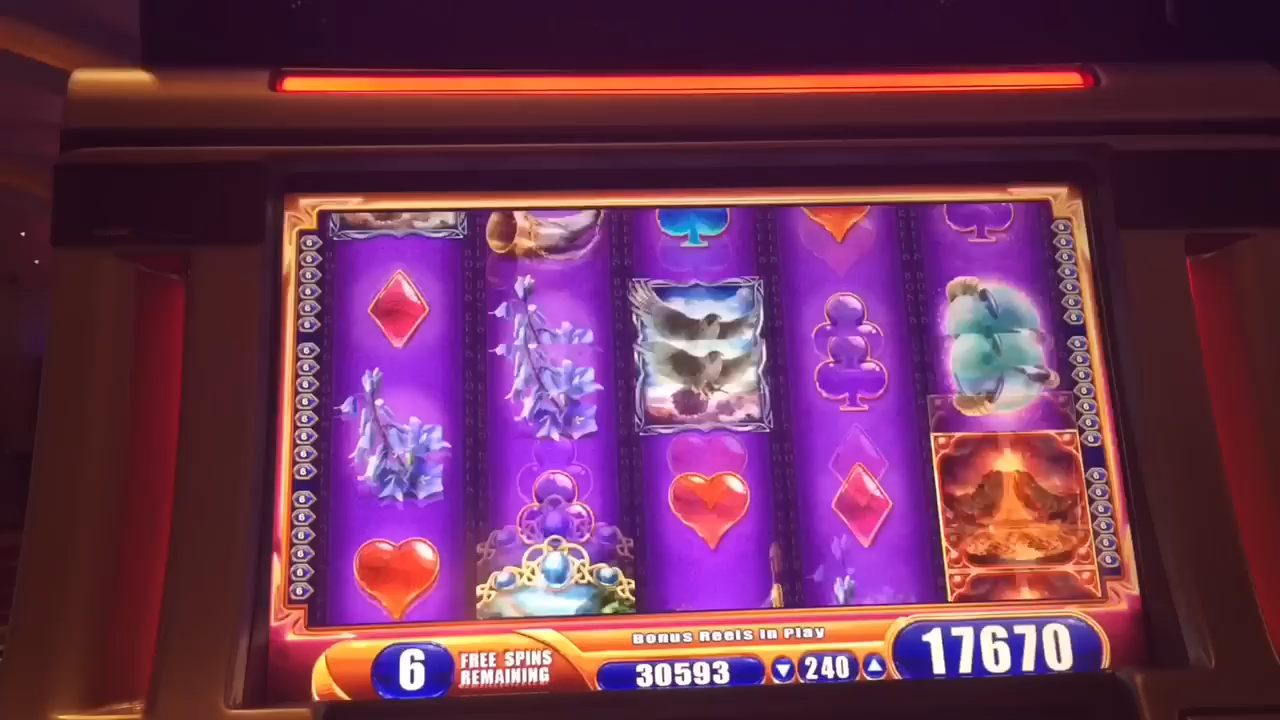 Bonus Reels In Play
6
FREE SPINS
REMAINING
30593
240
17670